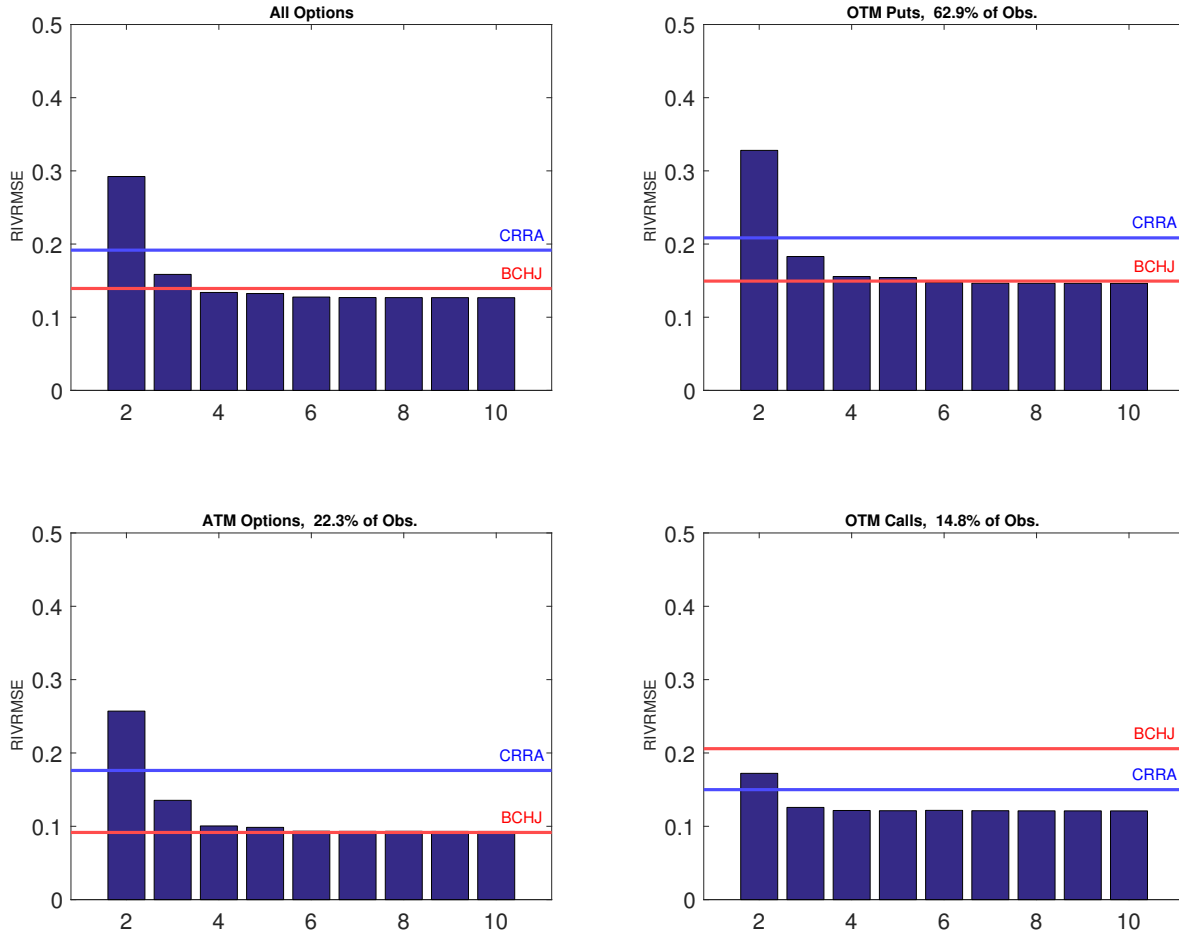 All Options
0.5
0.4
0.3
0.2
0.1
0
RIVRMSE
CRRA
BCHJ
2 4 6 8 10
OTM Puts, 62.9% of Obs.
0.5
0.4
0.3
0.2
0.1
0
RIVRMSE
CRRA
BCHJ
2 4 6 8 10
ATM Options, 22.3% of Obs.
0.5
0.4
0.3
0.2
0.1
0
RIVRMSE
CRRA
BCHJ
2 4 6 8 10
OTM Calls, 14.8% of Obs.
0.5
0.4
0.3
0.2
0.1
0
RIVRMSE
BCHJ
CRRA
2 4 6 8 10